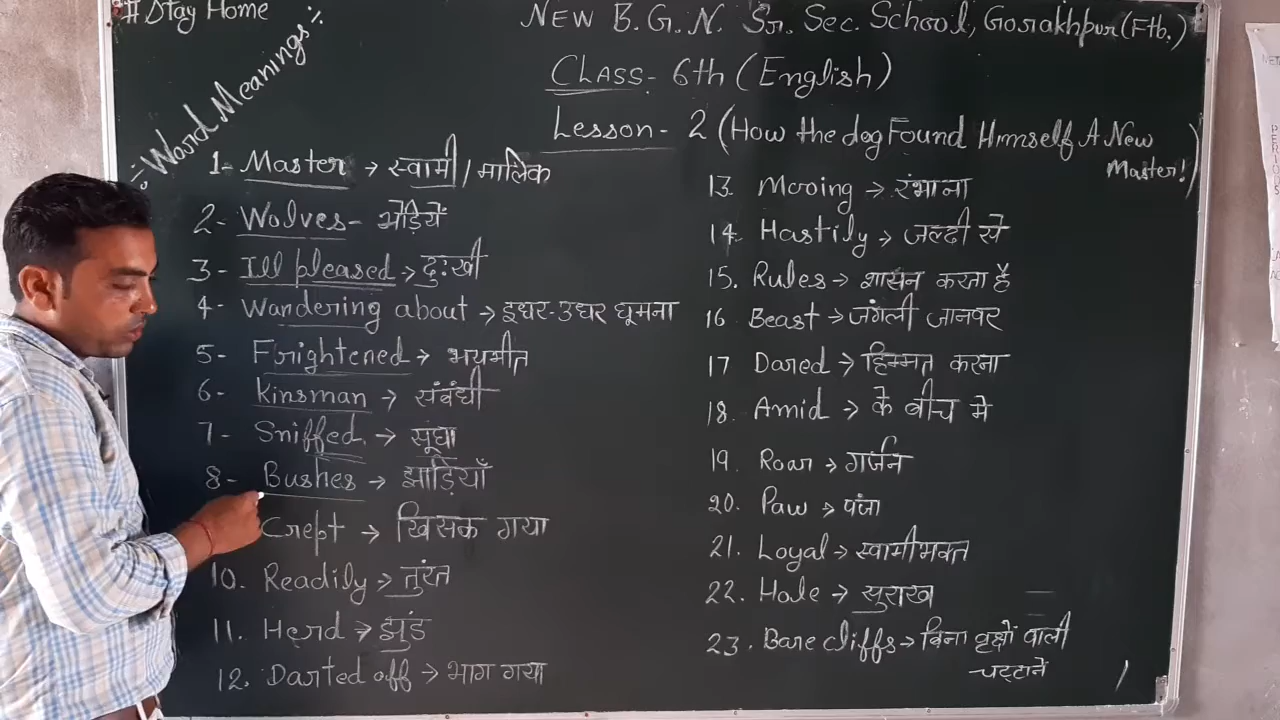 # Stay Home
NEW B.G.N. Sr. Sec. School, Gorakhpur (Ftb.)
CLASS- 6th (English)
÷ Word Meanings ÷
Lesson- 2 (How the dog Found Himself A New Master!)
1- Master → स्वामी / मालिक
2- Wolves- भेड़ियें
3- Ill pleased → दुःखी
4- Wandering about → इधर-उधर घूमना
5- Frightened → भयभीत
6- Kinsman → संबंधी
7- Sniffed → सूंघा
8- Bushes → झाड़ियाँ
Crept → खिसक गया
10. Readily → तुरंत
11. Herd → झुंड
12. Darted off → भाग गया
13. Mooing → रंभाना
14. Hastily → जल्दी से
15. Rules → शासन करता है
16. Beast → जंगली जानवर
17. Dared → हिम्मत करना
18. Amid → के बीच मे
19. Roar → गर्जन
20. Paw → पंजा
21. Loyal → स्वामीभक्त
22. Hole → सुराख
23. Bare cliffs → बिना वृक्षों वाली
-चट्टानें